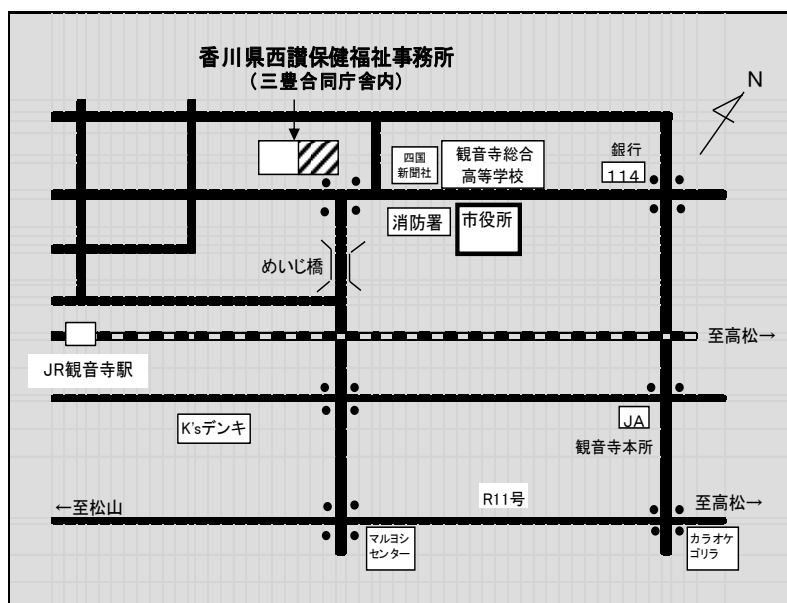 香川県西讃保健福祉事務所
（三豊合同庁舎内）
N
四国
新聞社
観音寺総合
高等学校
銀行
114
消防署
市役所
めいじ橋
至高松→
JR観音寺駅
K'sデンキ
JA
観音寺本所
←至松山
R11号
至高松→
マルヨシ
センター
カラオケ
ゴリラ